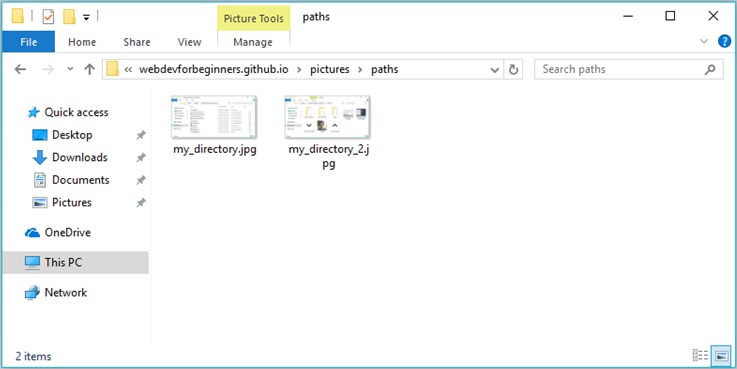 Picture Tools paths
File Home Share View Manage
« webdevforbeginners.github.io > pictures > paths Search paths
Quick access
Desktop
Downloads
Documents
Pictures
OneDrive
This PC
Network
my_directory.jpg
my_directory_2.j
pg
2 items